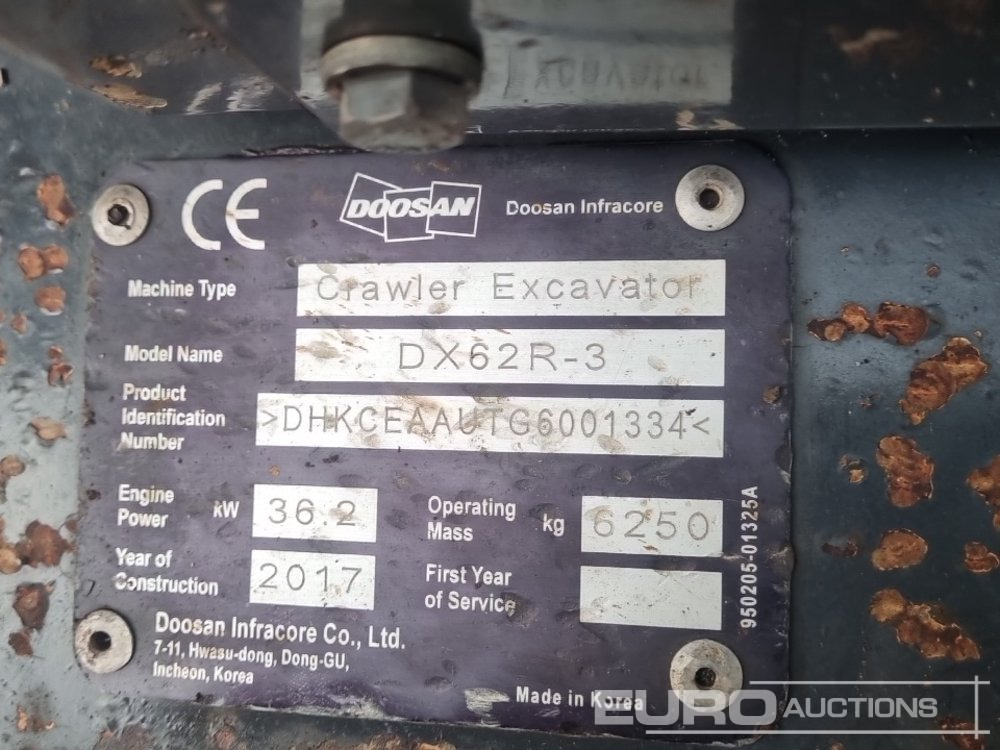 CE DOOSAN Doosan Infracore
Machine Type Crawler Excavator
Model Name DX62R-3
Product
Identification
Number >DHKCEAAUTG6001334<
Engine
Power kW 36.2
Operating
Mass kg 6250
Year of
Construction 2017
First Year
of Service
950205-01325A
Doosan Infracore Co., Ltd.
7-11, Hwasu-dong, Dong-GU,
Incheon, Korea
Made in Korea
EURO AUCTIONS